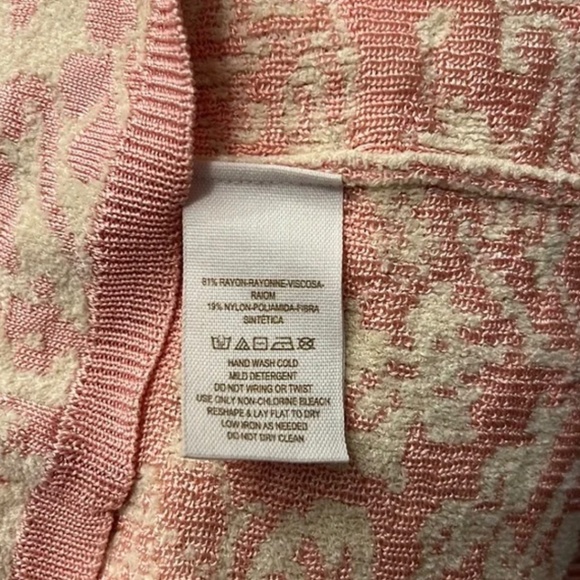 81% RAYON-RAYONNE-VISCOSA-
RAIOM
19% NYLON-POLIAMIDA-FIBRA
SINTÉTICA
HAND WASH COLD
MILD DETERGENT
DO NOT WRING OR TWIST
USE ONLY NON-CHLORINE BLEACH
RESHAPE & LAY FLAT TO DRY
LOW IRON AS NEEDED
DO NOT DRY CLEAN